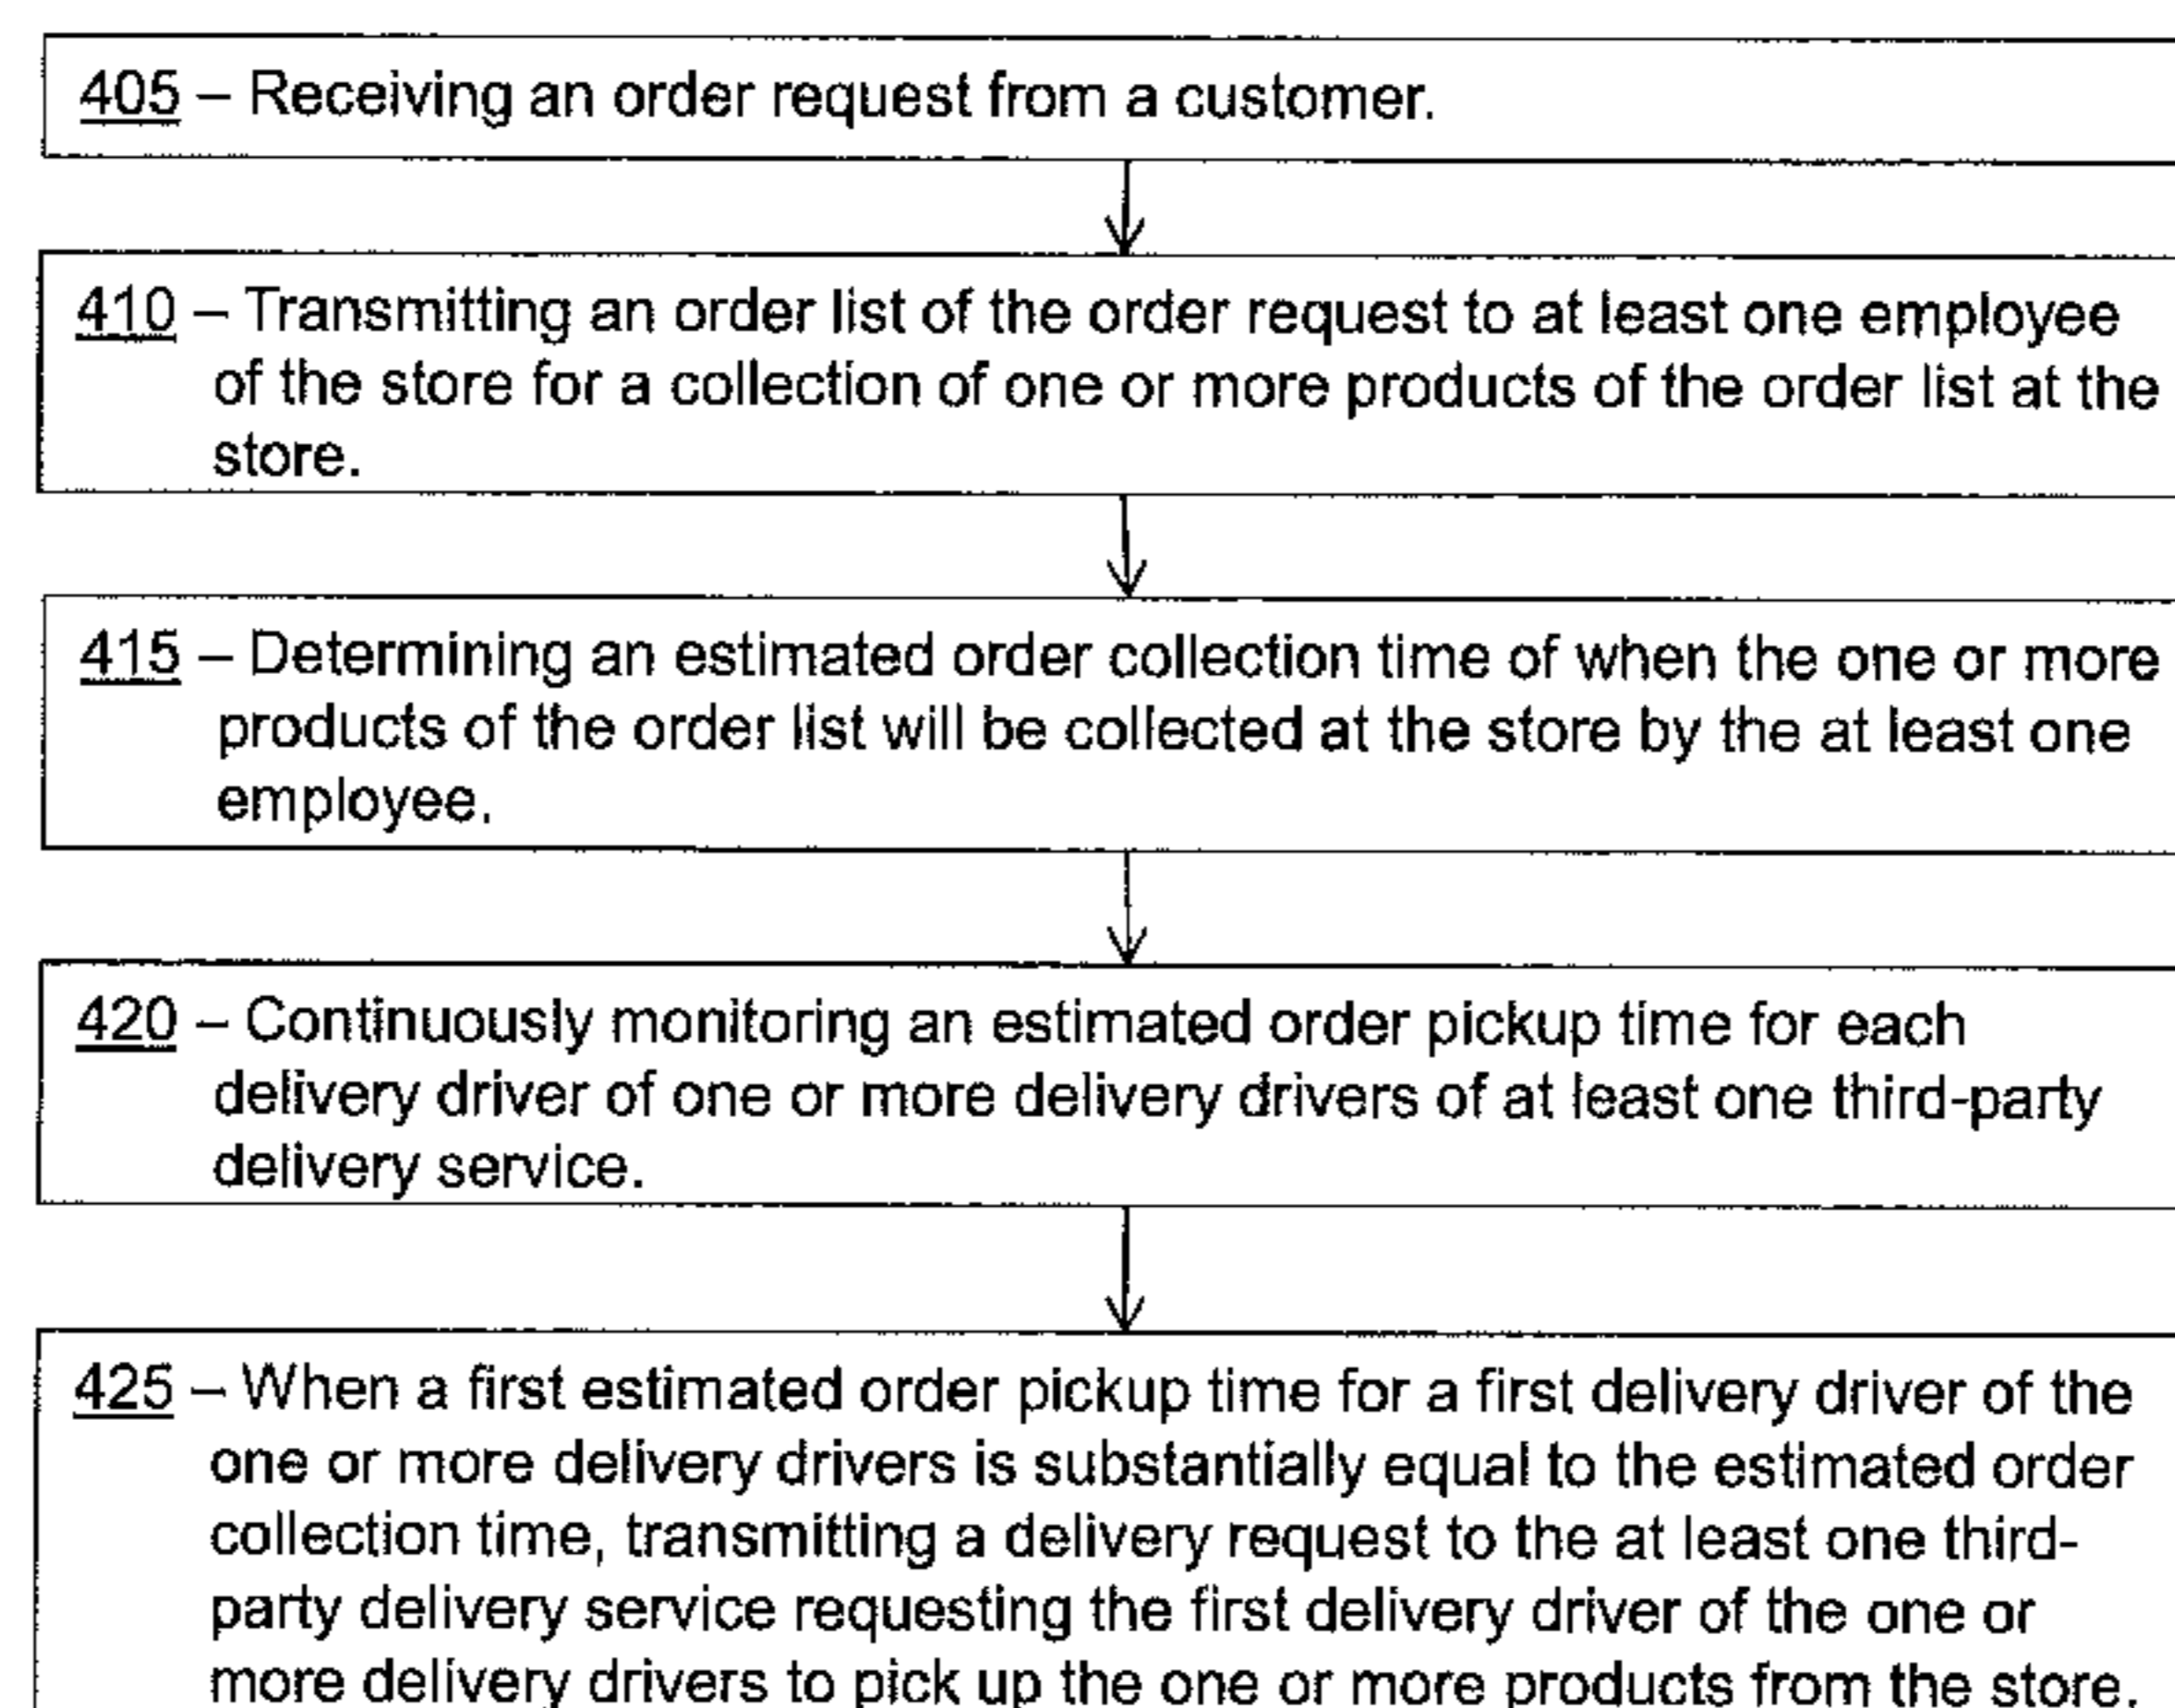 405 – Receiving an order request from a customer.
410 – Transmitting an order list of the order request to at least one employee
of the store for a collection of one or more products of the order list at the
store.
415 – Determining an estimated order collection time of when the one or more
products of the order list will be collected at the store by the at least one
employee.
420 – Continuously monitoring an estimated order pickup time for each
delivery driver of one or more delivery drivers of at least one third-party
delivery service.
425 – When a first estimated order pickup time for a first delivery driver of the
one or more delivery drivers is substantially equal to the estimated order
collection time, transmitting a delivery request to the at least one third-
party delivery service requesting the first delivery driver of the one or
more delivery drivers to pick up the one or more products from the store.